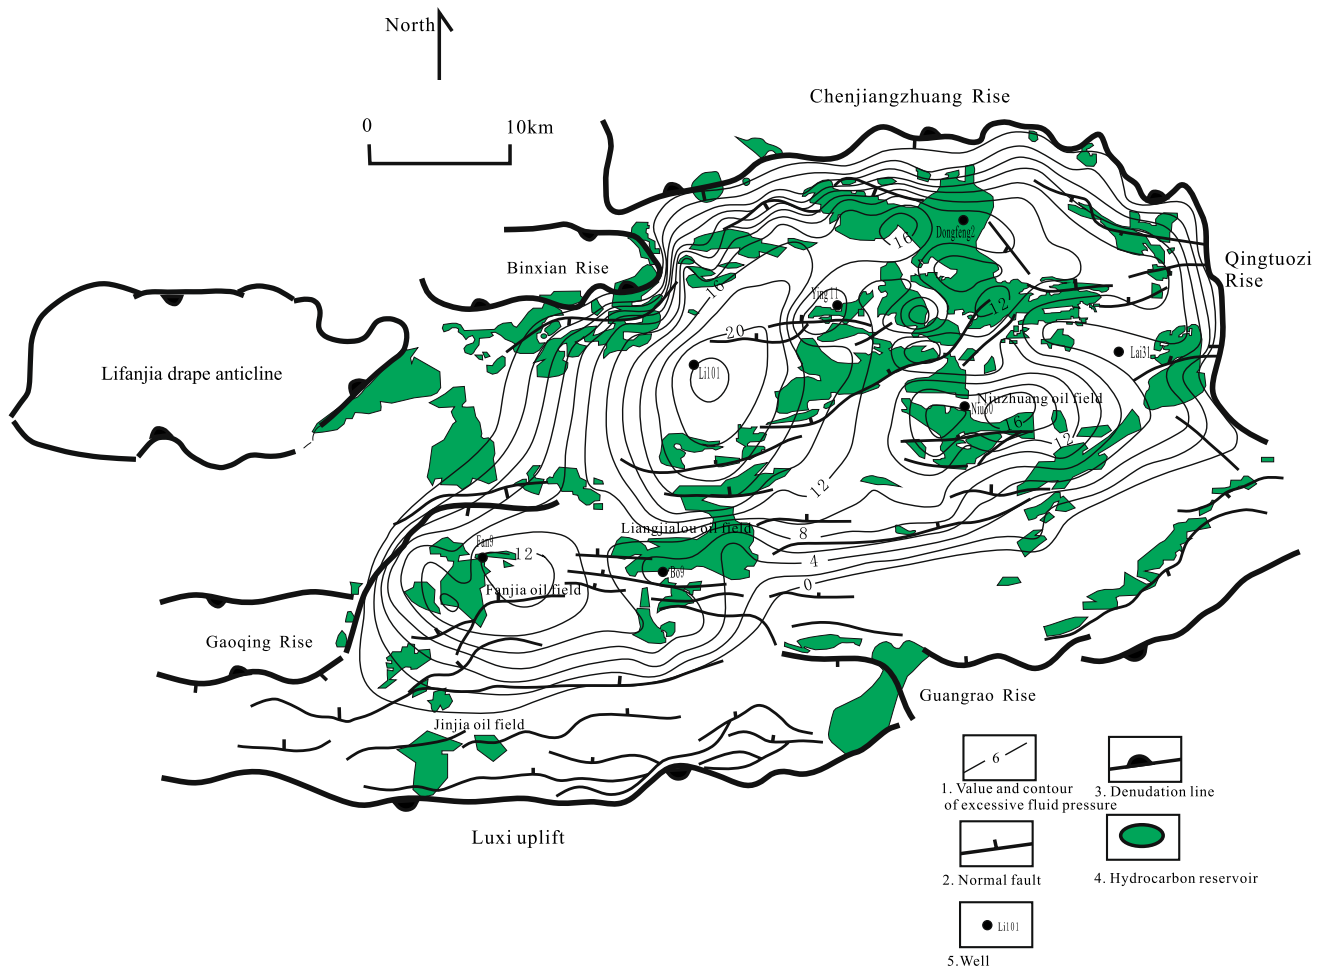 North
0
10km
Chenjiangzhuang Rise
Binxian Rise
Qingtuozi
Rise
Lifanjia drape anticline
16
Dongfeng2
16
Ying11
8
12
20
Li101
Lai31
Niuzhuang oil field
Niu30
16
12
12
Liangjialou oil field
8
Fan9
12
4
Bo9
0
Fanjia oil field
Gaoqing Rise
Guangrao Rise
Jinjia oil field
Luxi uplift
6
1. Value and contour
of excessive fluid pressure
3. Denudation line
2. Normal fault
4. Hydrocarbon reservoir
Li101
5.Well